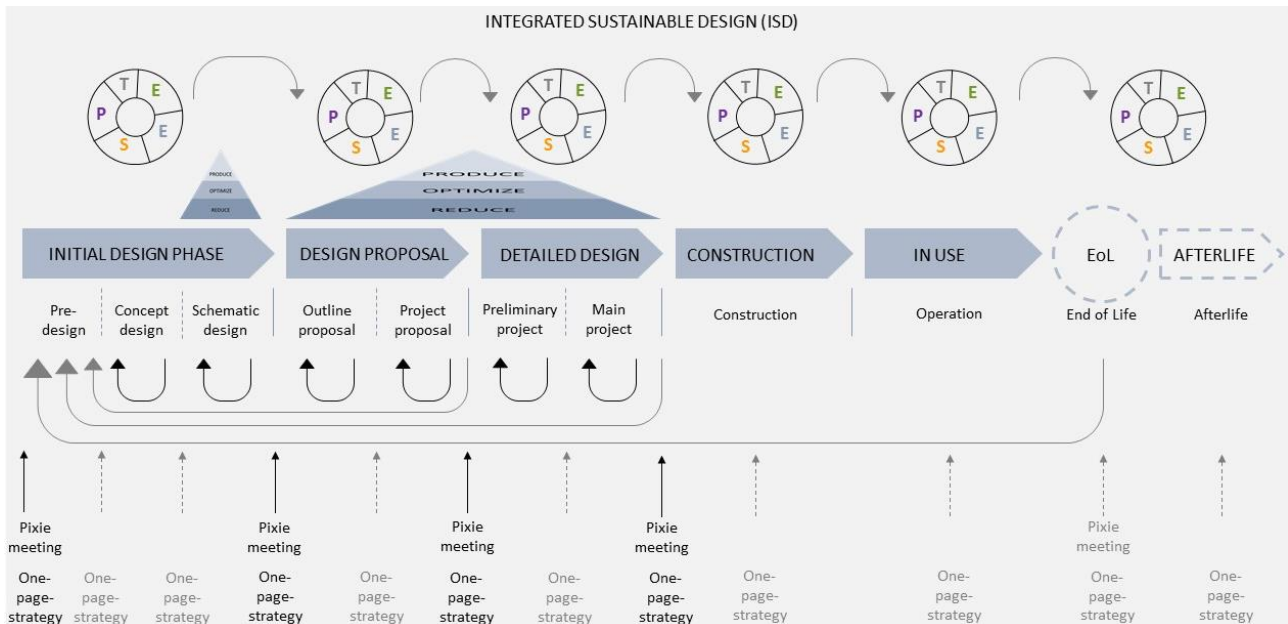 INTEGRATED SUSTAINABLE DESIGN (ISD)
T E P E S
T E P E S
T E P E S
T E P E S
T E P E S
T E P E S
PRODUCE
OPTIMIZE
REDUCE
PRODUCE
OPTIMIZE
REDUCE
INITIAL DESIGN PHASE
DESIGN PROPOSAL
DETAILED DESIGN
CONSTRUCTION
IN USE
EoL
AFTERLIFE
Pre-
design
Concept
design
Schematic
design
Outline
proposal
Project
proposal
Preliminary
project
Main
project
Construction
Operation
End of Life
Afterlife
Pixie
meeting
Pixie
meeting
Pixie
meeting
Pixie
meeting
Pixie
meeting
One-
page-
strategy
One-
page-
strategy
One-
page-
strategy
One-
page-
strategy
One-
page-
strategy
One-
page-
strategy
One-
page-
strategy
One-
page-
strategy
One-
page-
strategy
One-
page-
strategy
One-
page-
strategy
One-
page-
strategy